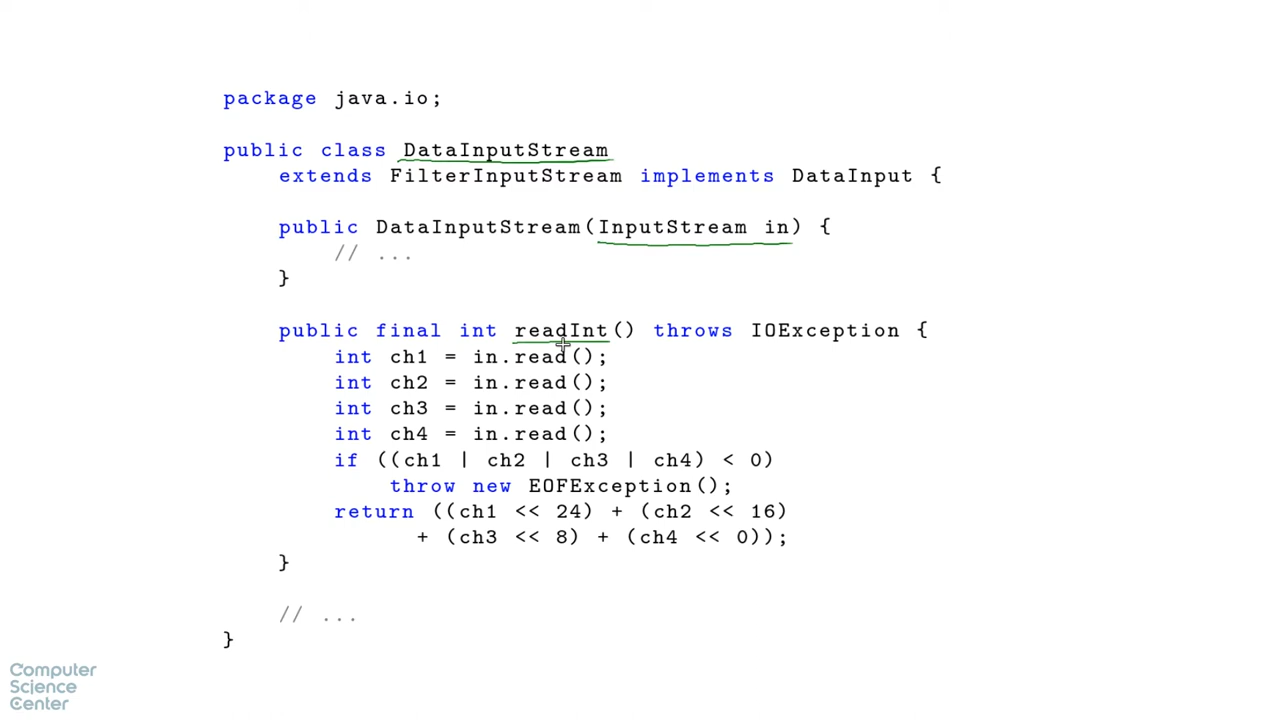 package java.io;
public class DataInputStream
extends FilterInputStream implements DataInput {
public DataInputStream(InputStream in) {
// ...
}
public final int readInt() throws IOException {
int ch1 = in.read();
int ch2 = in.read();
int ch3 = in.read();
int ch4 = in.read();
if ((ch1 | ch2 | ch3 | ch4) < 0)
throw new EOFException();
return ((ch1 << 24) + (ch2 << 16)
+ (ch3 << 8) + (ch4 << 0));
}
// ...
}
Computer
Science
Center